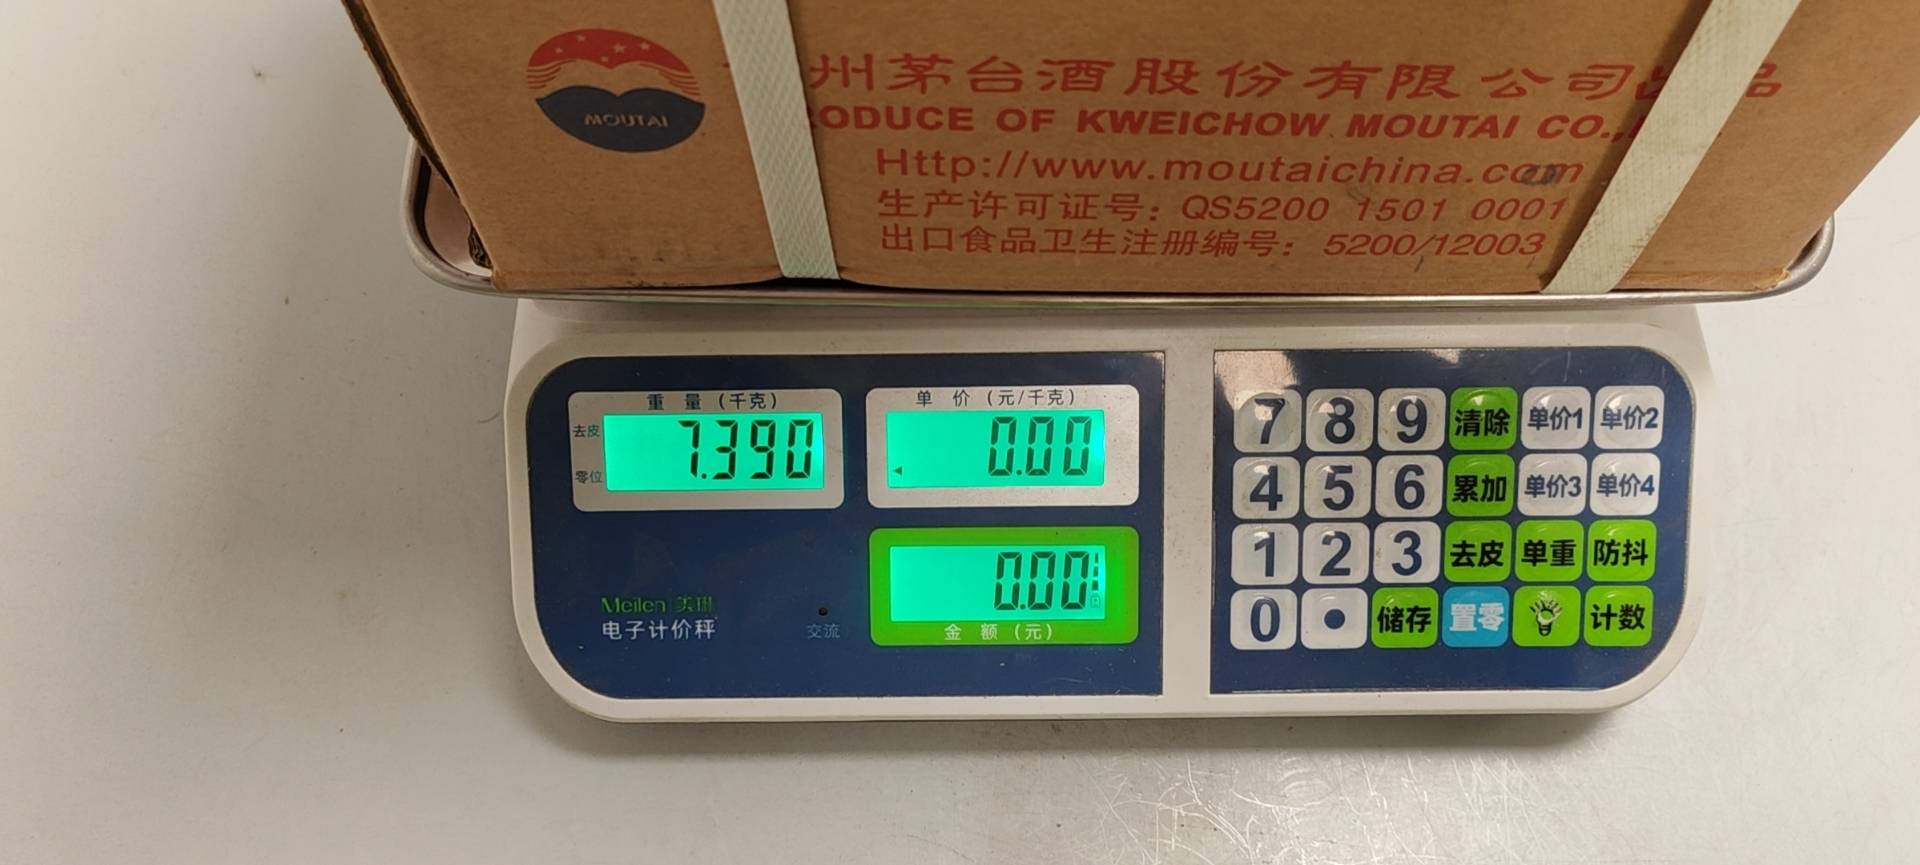 MOUTAI
州茅台酒股份有限公司出品
ODUCE OF KWEICHOW MOUTAI CO.,
Http://www.moutaichina.com
生产许可证号：QS5200 1501 0001
出口食品卫生注册编号：5200/12003
重 量（千克）
单 价（元/千克）
去皮
7.390
0.00
零位
0.00
金 额（元）
Meilen 美琳
电子计价秤
交流
7 8 9 清除 单价1 单价2
4 5 6 累加 单价3 单价4
1 2 3 去皮 单重 防抖
0 • 储存 置零 计数